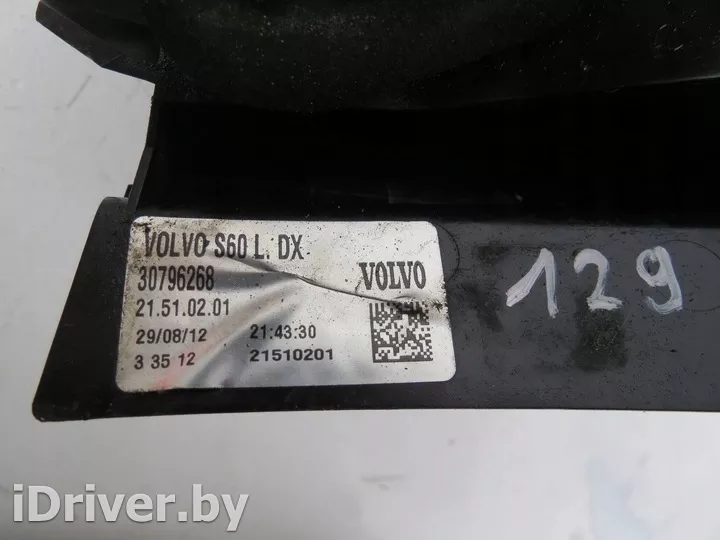 VOLVO S60 L. DX
30796268
VOLVO
21.51.02.01
29/08/12 21:43:30
3 35 12 21510201
129
iDriver.by